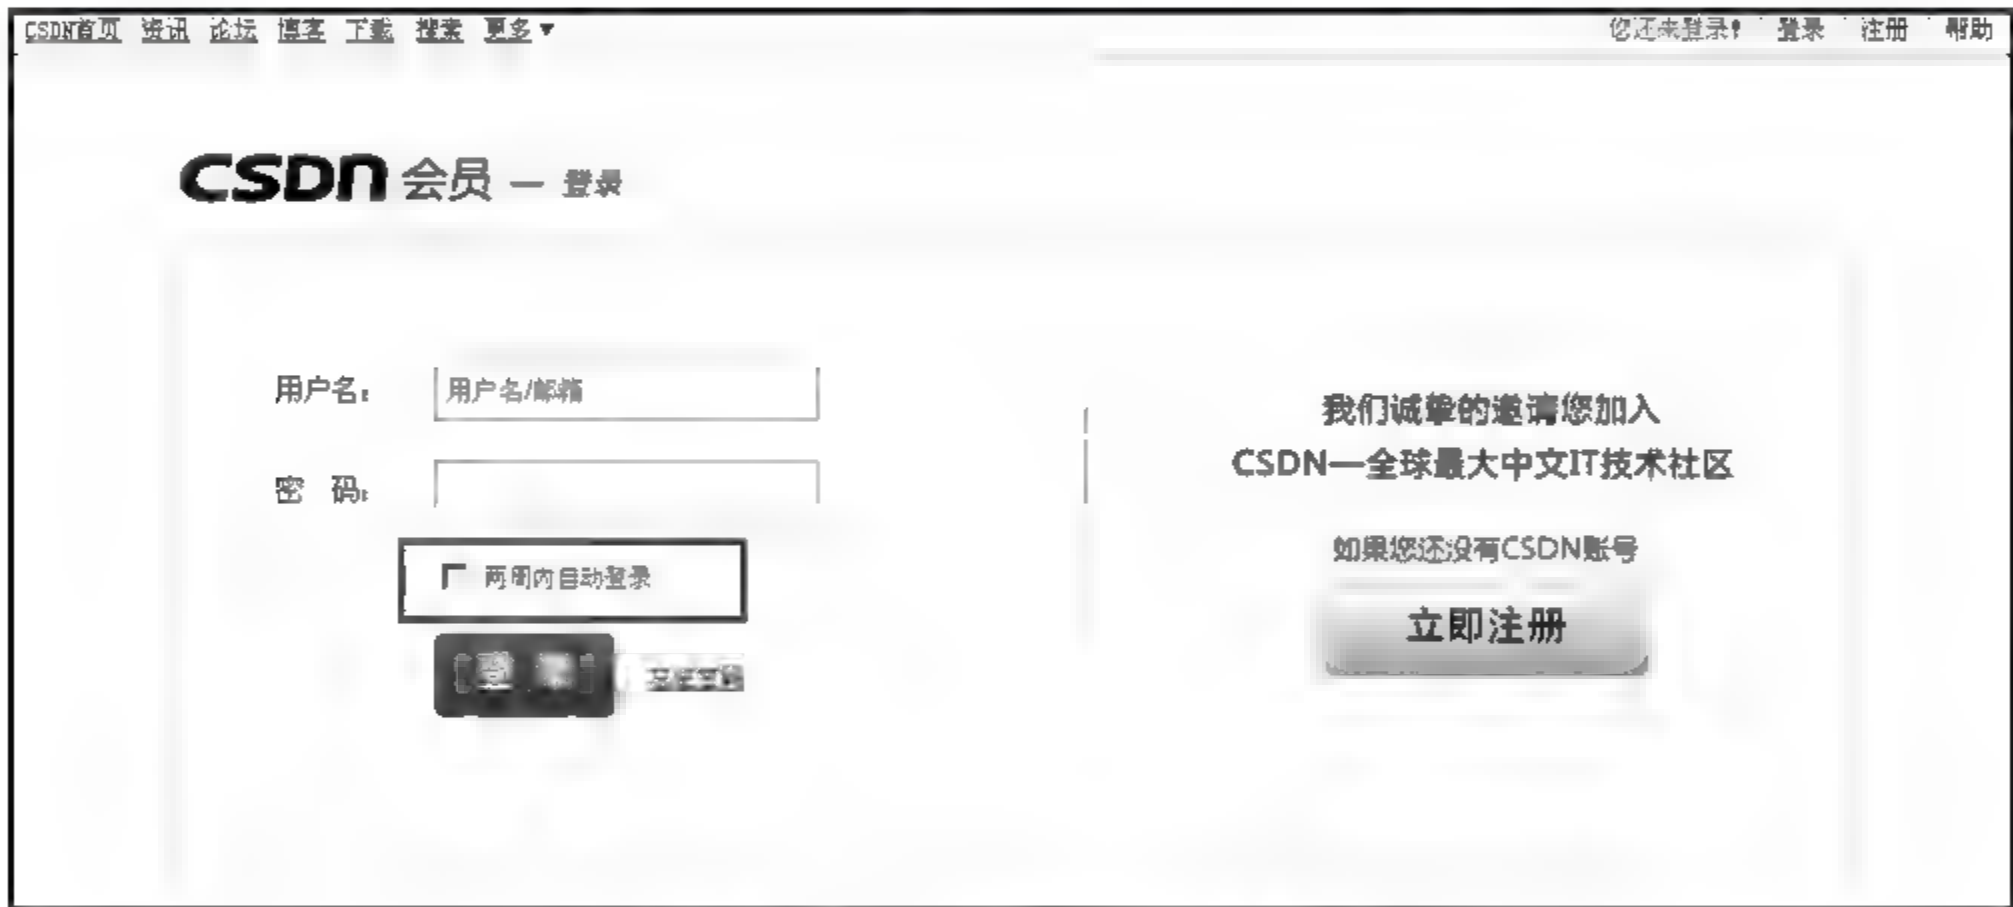 CSDN首页 资讯 论坛 博客 下载 搜索 更多▼ 您还未登录! 登录 注册 帮助
CSDN 会员 — 登录
用户名: 用户名/邮箱
密 码:
两周内自动登录
我们诚挚的邀请您加入
CSDN—全球最大中文IT技术社区
如果您还没有CSDN账号
立即注册